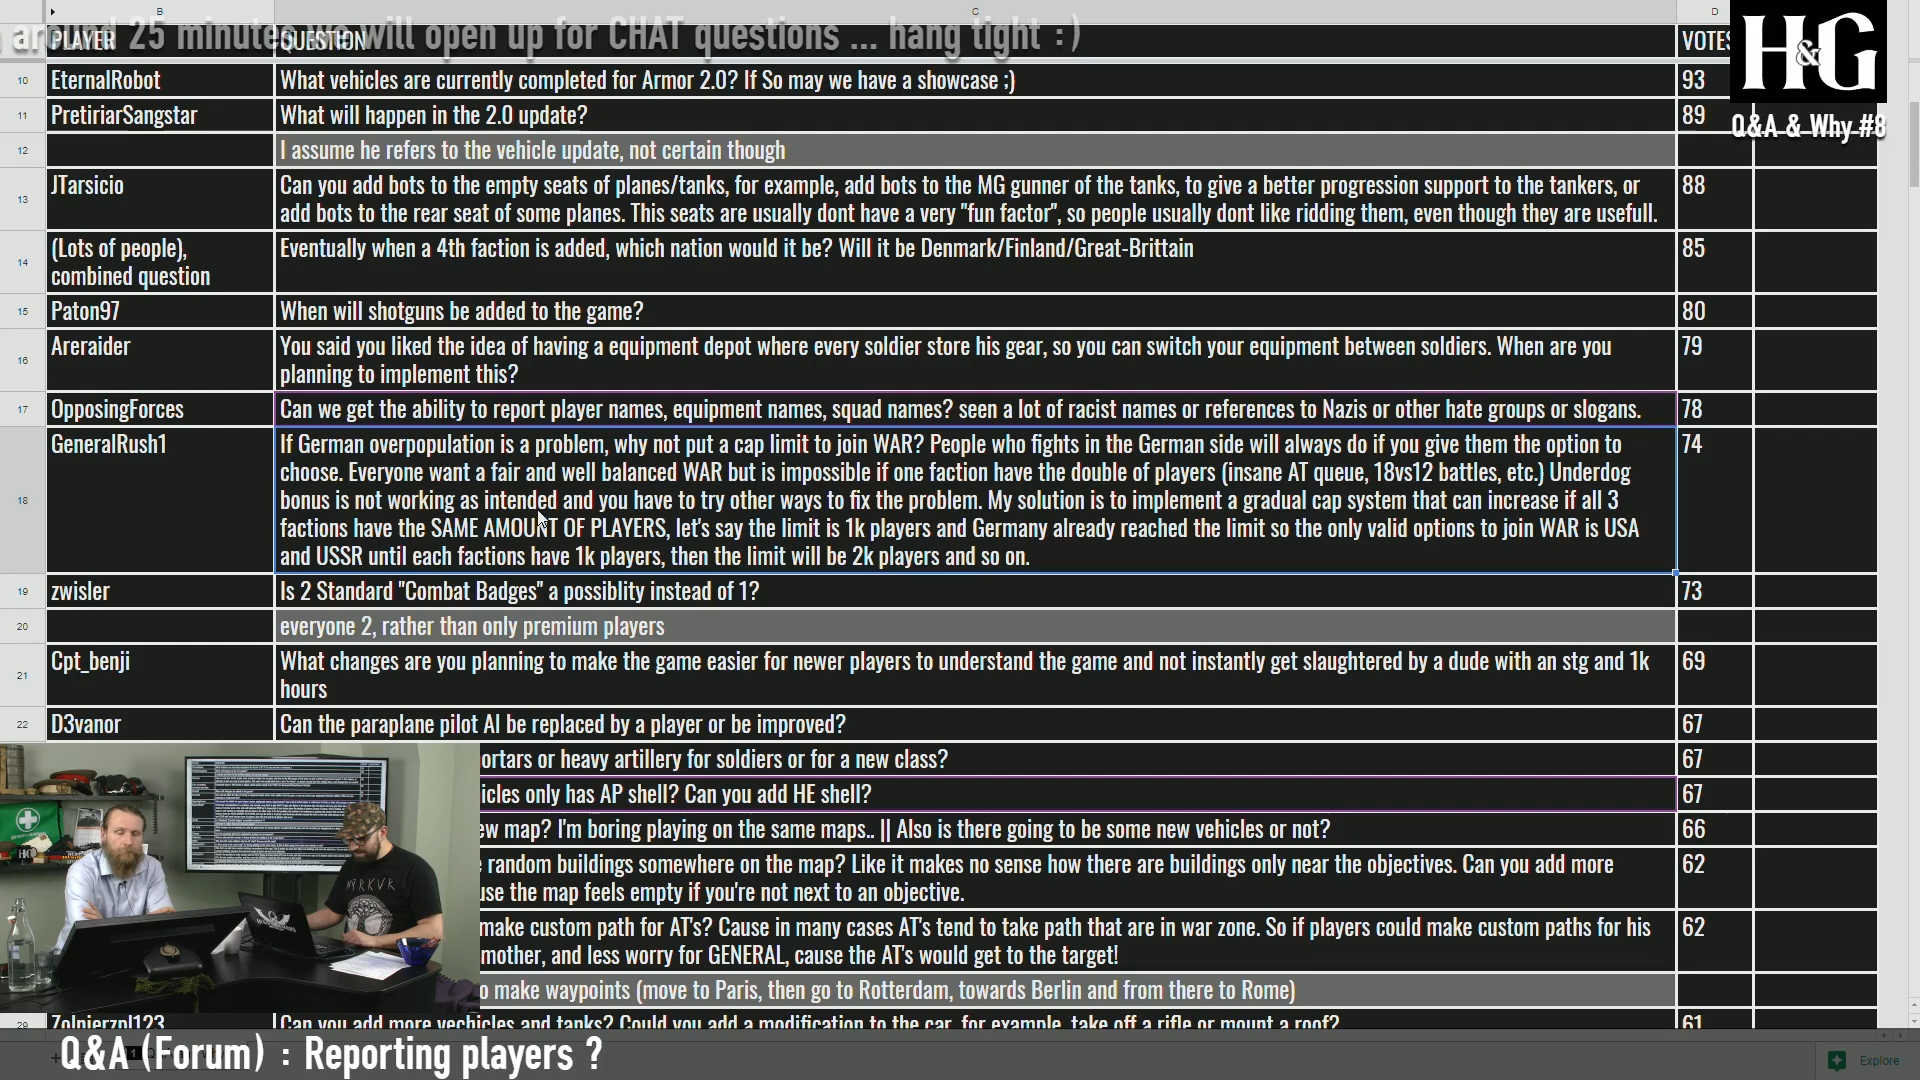 around 25 minutes we will open up for CHAT questions ... hang tight :)
B
C
D
PLAYER
QUESTION
VOTES
H&G
Q&A & Why #8
10
EternalRobot
What vehicles are currently completed for Armor 2.0? If So may we have a showcase ;)
93
11
PretiriarSangstar
What will happen in the 2.0 update?
89
12
I assume he refers to the vehicle update, not certain though
13
JTarsicio
Can you add bots to the empty seats of planes/tanks, for example, add bots to the MG gunner of the tanks, to give a better progression support to the tankers, or
add bots to the rear seat of some planes. This seats are usually dont have a very "fun factor", so people usually dont like ridding them, even though they are usefull.
88
14
(Lots of people),
combined question
Eventually when a 4th faction is added, which nation would it be? Will it be Denmark/Finland/Great-Brittain
85
15
Paton97
When will shotguns be added to the game?
80
16
Areraider
You said you liked the idea of having a equipment depot where every soldier store his gear, so you can switch your equipment between soldiers. When are you
planning to implement this?
79
17
OpposingForces
Can we get the ability to report player names, equipment names, squad names? seen a lot of racist names or references to Nazis or other hate groups or slogans.
78
18
GeneralRush1
If German overpopulation is a problem, why not put a cap limit to join WAR? People who fights in the German side will always do if you give them the option to
choose. Everyone want a fair and well balanced WAR but is impossible if one faction have the double of players (insane AT queue, 18vs12 battles, etc.) Underdog
bonus is not working as intended and you have to try other ways to fix the problem. My solution is to implement a gradual cap system that can increase if all 3
factions have the SAME AMOUNT OF PLAYERS, let's say the limit is 1k players and Germany already reached the limit so the only valid options to join WAR is USA
and USSR until each factions have 1k players, then the limit will be 2k players and so on.
74
19
zwisler
Is 2 Standard "Combat Badges" a possiblity instead of 1?
73
20
everyone 2, rather than only premium players
21
Cpt_benji
What changes are you planning to make the game easier for newer players to understand the game and not instantly get slaughtered by a dude with an stg and 1k
hours
69
22
D3vanor
Can the paraplane pilot AI be replaced by a player or be improved?
67
ortars or heavy artillery for soldiers or for a new class?
67
icles only has AP shell? Can you add HE shell?
67
ew map? I'm boring playing on the same maps.. || Also is there going to be some new vehicles or not?
66
random buildings somewhere on the map? Like it makes no sense how there are buildings only near the objectives. Can you add more
use the map feels empty if you're not next to an objective.
62
make custom path for AT's? Cause in many cases AT's tend to take path that are in war zone. So if players could make custom paths for his
mother, and less worry for GENERAL, cause the AT's would get to the target!
62
o make waypoints (move to Paris, then go to Rotterdam, towards Berlin and from there to Rome)
29
Zolnierzpl123
Can you add more vechicles and tanks? Could you add a modification to the car, for example, take off a rifle or mount a roof?
61
MYRKVR
Q&A (Forum) : Reporting players ?
Explore